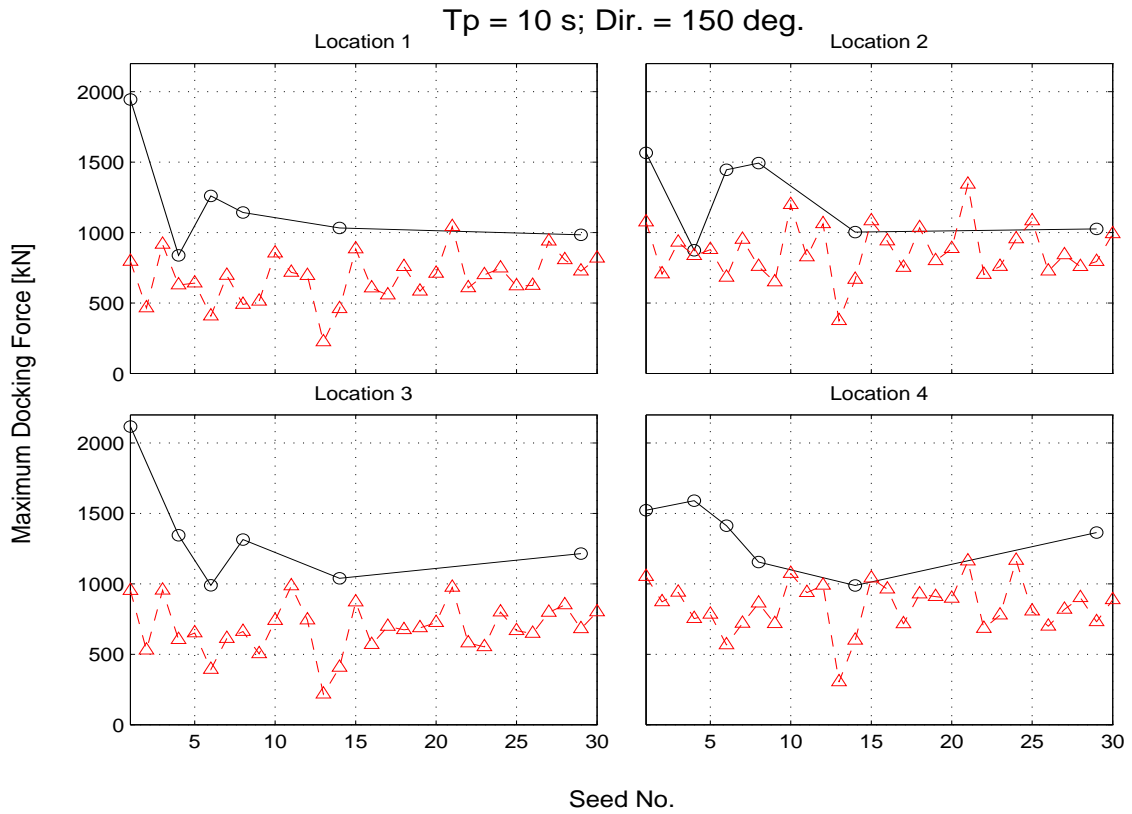 Tp = 10 s; Dir. = 150 deg.
Location 1
Location 2
2000
1500
1000
500
0
Location 3
Location 4
2000
1500
1000
500
0
5 10 15 20 25 30
5 10 15 20 25 30
Maximum Docking Force [kN]
Seed No.